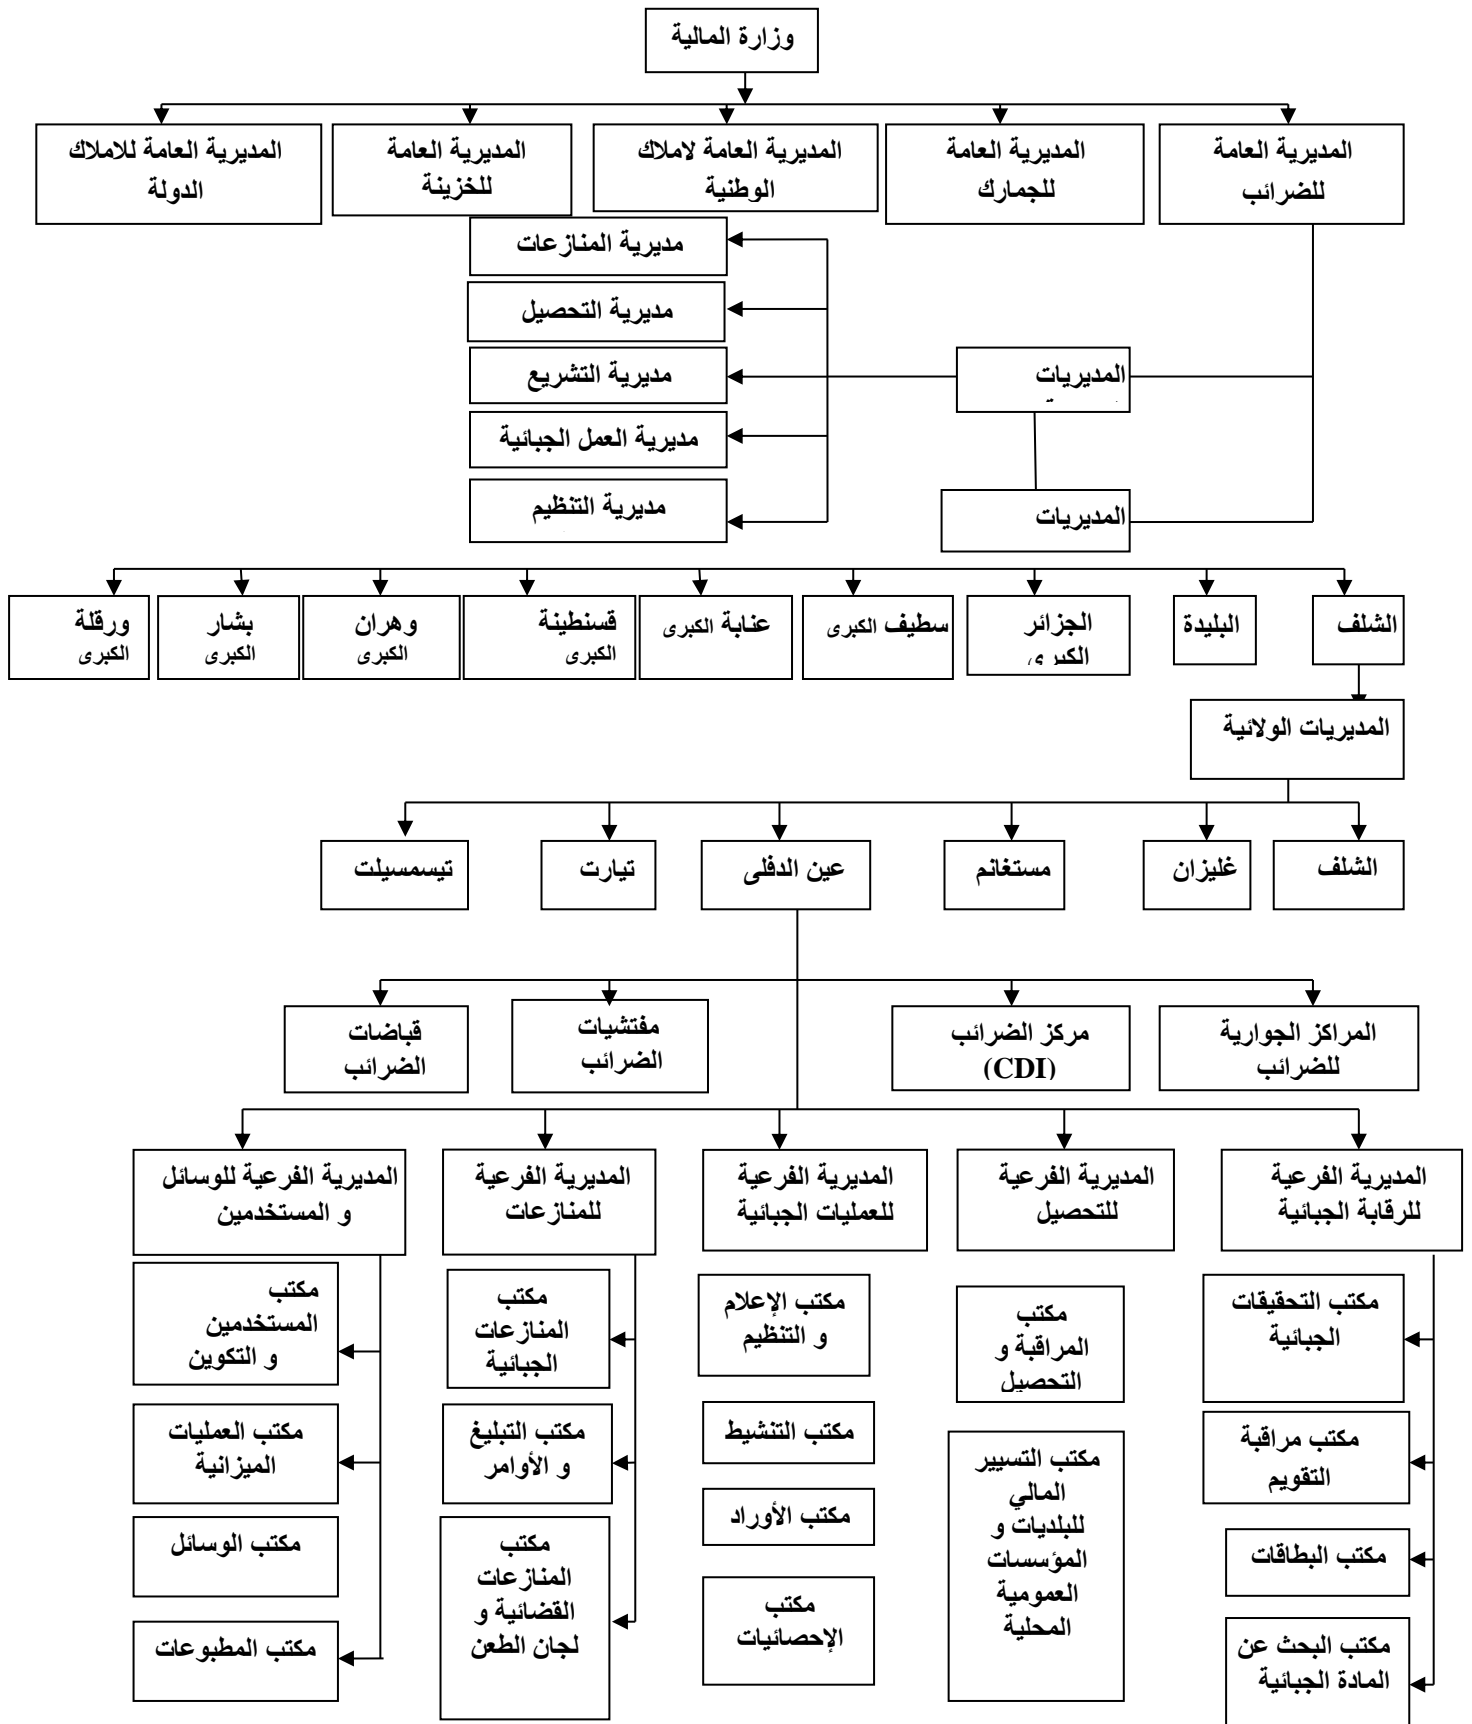 وزارة المالية
المديرية العامة
للضرائب
المديرية العامة
للجمارك
المديرية العامة لاملاك
الوطنية
المديرية العامة
للخزينة
المديرية العامة للاملاك
الدولة
مديرية المنازعات
مديرية التحصيل
مديرية التشريع
مديرية العمل الجبائية
مديرية التنظيم
المديريات
المديريات
الشلف
البليدة
الجزائر
الكبرى
سطيف الكبرى
عنابة الكبرى
قسنطينة
الكبرى
وهران
الكبرى
بشار
الكبرى
ورقلة
الكبرى
المديريات الولائية
الشلف
غليزان
مستغانم
عين الدفلى
تيارت
تيسمسيلت
المراكز الجوارية
للضرائب
مركز الضرائب
(CDI)
مفتشيات
الضرائب
قباضات
الضرائب
المديرية الفرعية
للرقابة الجبائية
المديرية الفرعية
للتحصيل
المديرية الفرعية
للعمليات الجبائية
المديرية الفرعية
للمنازعات
المديرية الفرعية للوسائل
و المستخدمين
مكتب التحقيقات
الجبائية
مكتب مراقبة
التقويم
مكتب البطاقات
مكتب البحث عن
المادة الجبائية
مكتب
المراقبة و
التحصيل
مكتب التسيير
المالي
للبلديات و
المؤسسات
العمومية
المحلية
مكتب الإعلام
و التنظيم
مكتب التنشيط
مكتب الأوراد
مكتب
الإحصائيات
مكتب
المنازعات
الجبائية
مكتب التبليغ
و الأوامر
مكتب
المنازعات
القضائية و
لجان الطعن
مكتب
المستخدمين
و التكوين
مكتب العمليات
الميزانية
مكتب الوسائل
مكتب المطبوعات